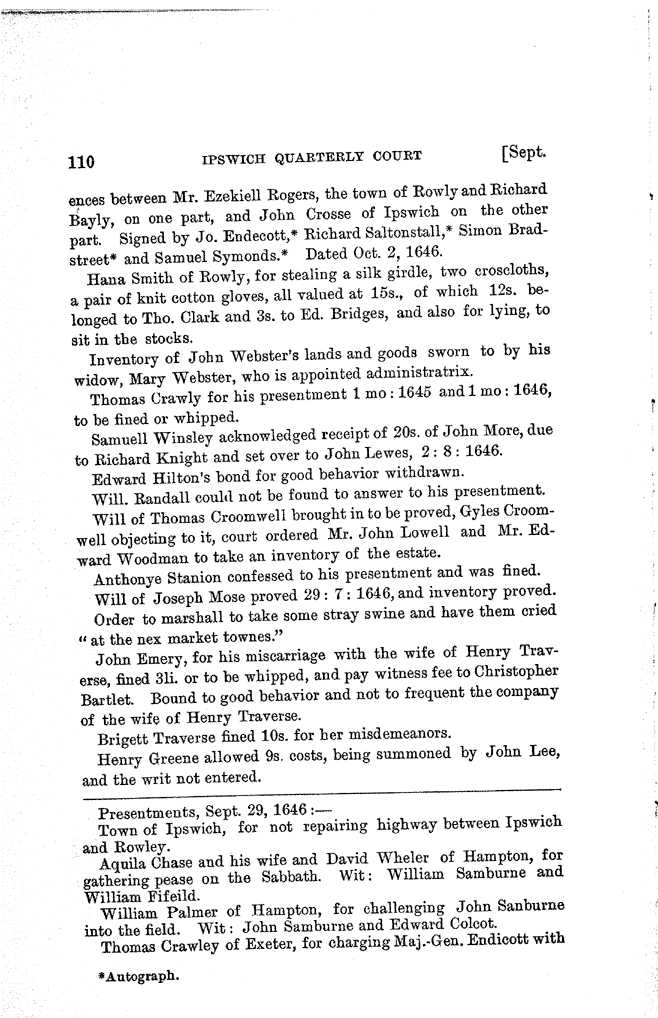 110 IPSWICH QUARTERLY COURT [Sept.
ences between Mr. Ezekiell Rogers, the town of Rowly and Richard
Bayly, on one part, and John Crosse of Ipswich on the other
part. Signed by Jo. Endecott,* Richard Saltonstall,* Simon Brad-
street* and Samuel Symonds.* Dated Oct. 2, 1646.
Hana Smith of Rowly, for stealing a silk girdle, two croscloths,
a pair of knit cotton gloves, all valued at 15s., of which 12s. be-
longed to Tho. Clark and 3s. to Ed. Bridges, and also for lying, to
sit in the stocks.
Inventory of John Webster's lands and goods sworn to by his
widow, Mary Webster, who is appointed administratrix.
Thomas Crawly for his presentment 1 mo : 1645 and 1 mo : 1646,
to be fined or whipped.
Samuell Winsley acknowledged receipt of 20s. of John More, due
to Richard Knight and set over to John Lewes, 2 : 8 : 1646.
Edward Hilton's bond for good behavior withdrawn.
Will. Randall could not be found to answer to his presentment.
Will of Thomas Croomwell brought in to be proved, Gyles Croom-
well objecting to it, court ordered Mr. John Lowell and Mr. Ed-
ward Woodman to take an inventory of the estate.
Anthonye Stanion confessed to his presentment and was fined.
Will of Joseph Mose proved 29 : 7 : 1646, and inventory proved.
Order to marshall to take some stray swine and have them cried
"at the nex market townes."
John Emery, for his miscarriage with the wife of Henry Trav-
erse, fined 3li. or to be whipped, and pay witness fee to Christopher
Bartlet. Bound to good behavior and not to frequent the company
of the wife of Henry Traverse.
Brigett Traverse fined 10s. for her misdemeanors.
Henry Greene allowed 9s. costs, being summoned by John Lee,
and the writ not entered.
Presentments, Sept. 29, 1646 :—
Town of Ipswich, for not repairing highway between Ipswich
and Rowley.
Aquila Chase and his wife and David Wheler of Hampton, for
gathering pease on the Sabbath. Wit: William Samburne and
William Fifeild.
William Palmer of Hampton, for challenging John Sanburne
into the field. Wit: John Samburne and Edward Colcot.
Thomas Crawley of Exeter, for charging Maj.-Gen. Endicott with
*Autograph.